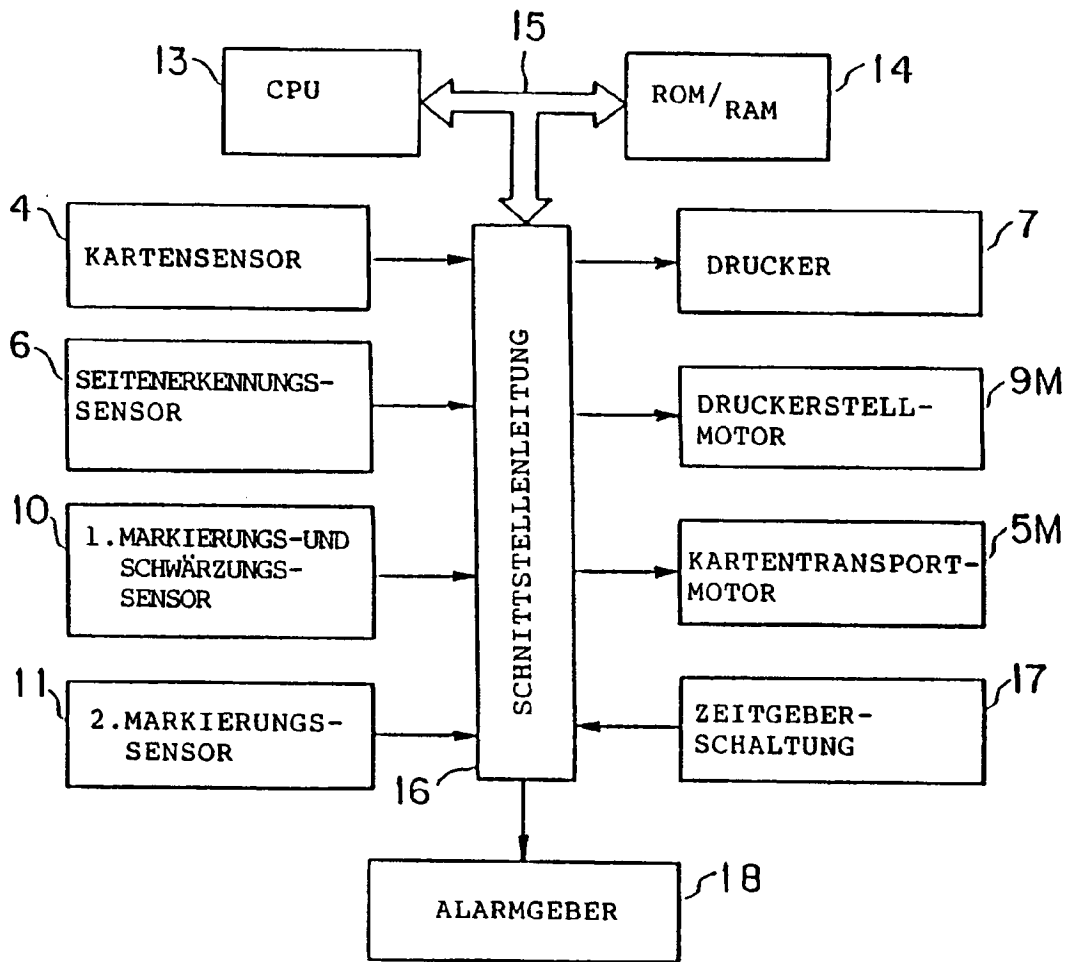 15
13
CPU
14
ROM/RAM
4
KARTENSENSOR
7
DRUCKER
6
SEITENERKENNUNGS-
SENSOR
9M
DRUCKERSTELL-
MOTOR
10
1.MARKIERUNGS-UND
SCHWÄRZUNGS-
SENSOR
5M
KARTENTRANSPORT-
MOTOR
11
2.MARKIERUNGS-
SENSOR
17
ZEITGEBER-
SCHALTUNG
SCHNITTSTELLENLEITUNG
16
18
ALARMGEBER